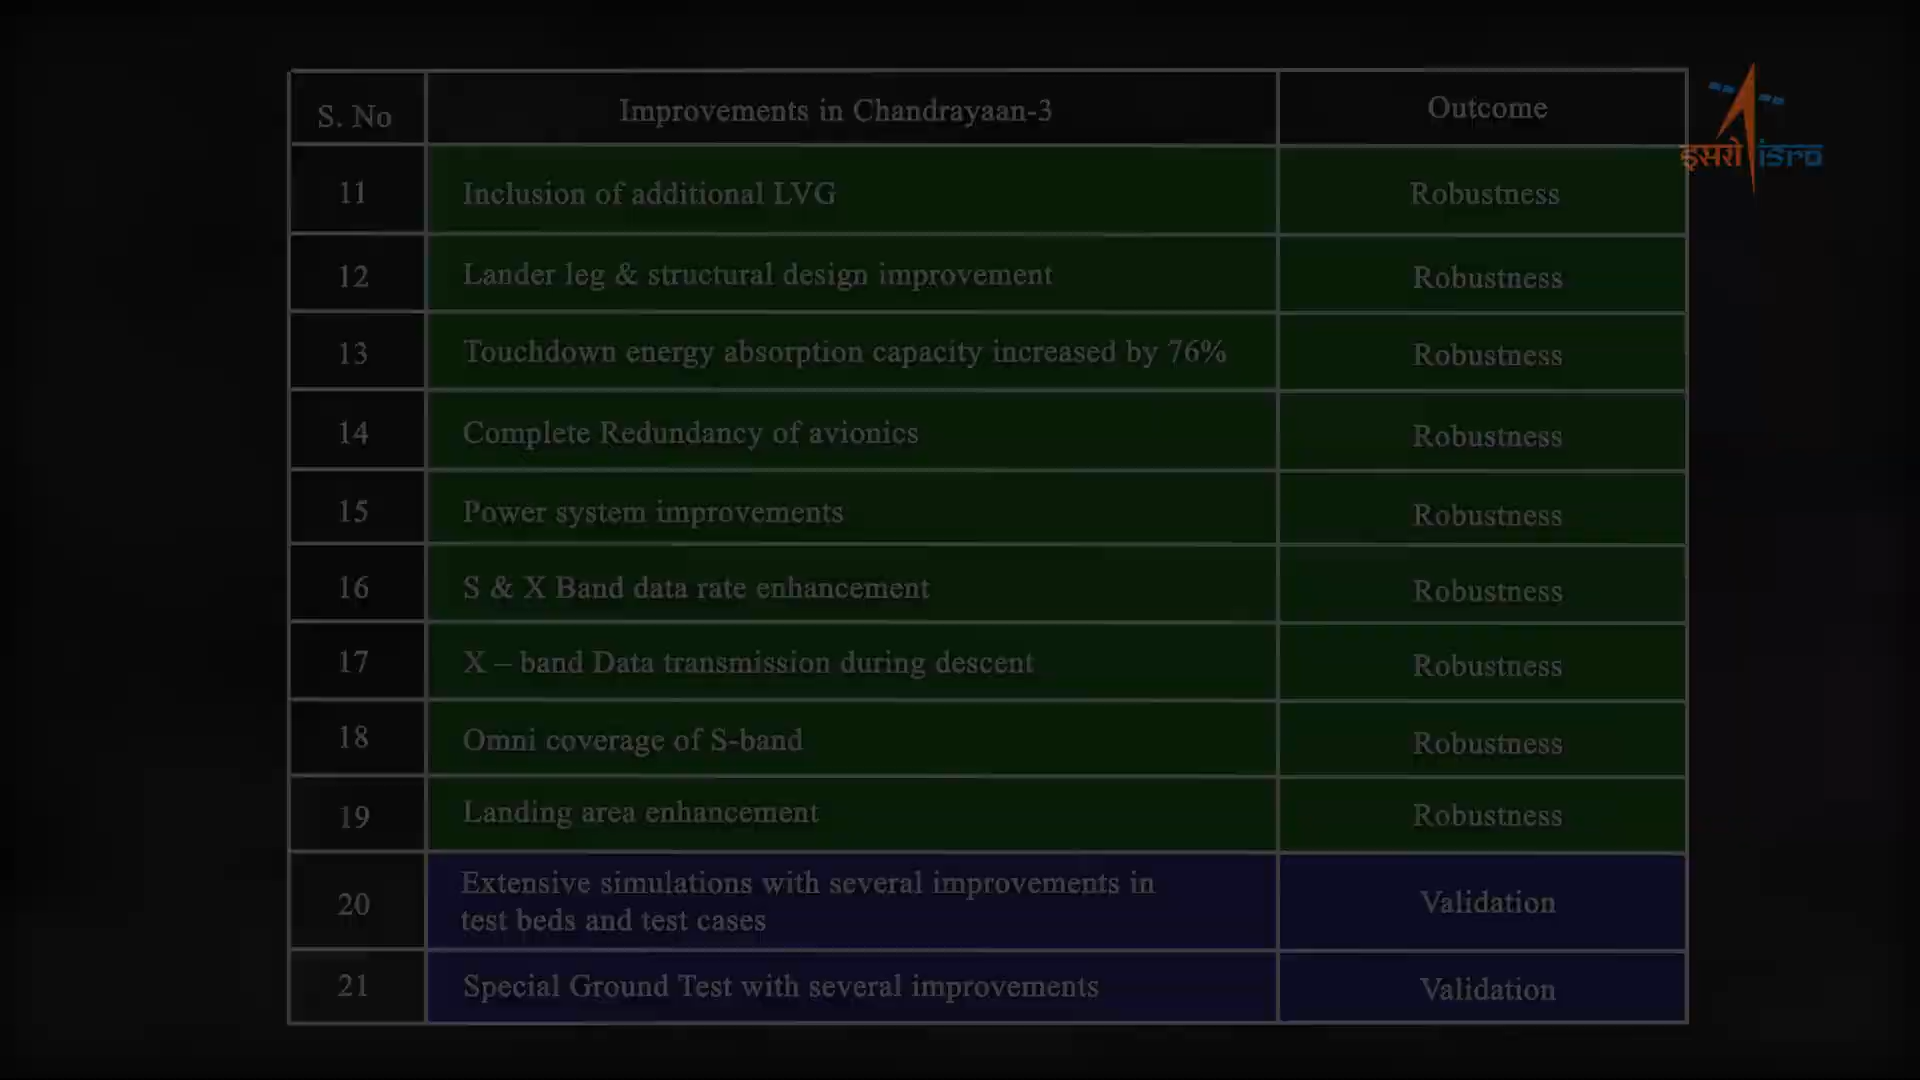 S. No Improvements in Chandrayaan-3 Outcome
इसरो isro
11 Inclusion of additional LVG Robustness
12 Lander leg & structural design improvement Robustness
13 Touchdown energy absorption capacity increased by 76% Robustness
14 Complete Redundancy of avionics Robustness
15 Power system improvements Robustness
16 S & X Band data rate enhancement Robustness
17 X – band Data transmission during descent Robustness
18 Omni coverage of S-band Robustness
19 Landing area enhancement Robustness
20 Extensive simulations with several improvements in
test beds and test cases Validation
21 Special Ground Test with several improvements Validation